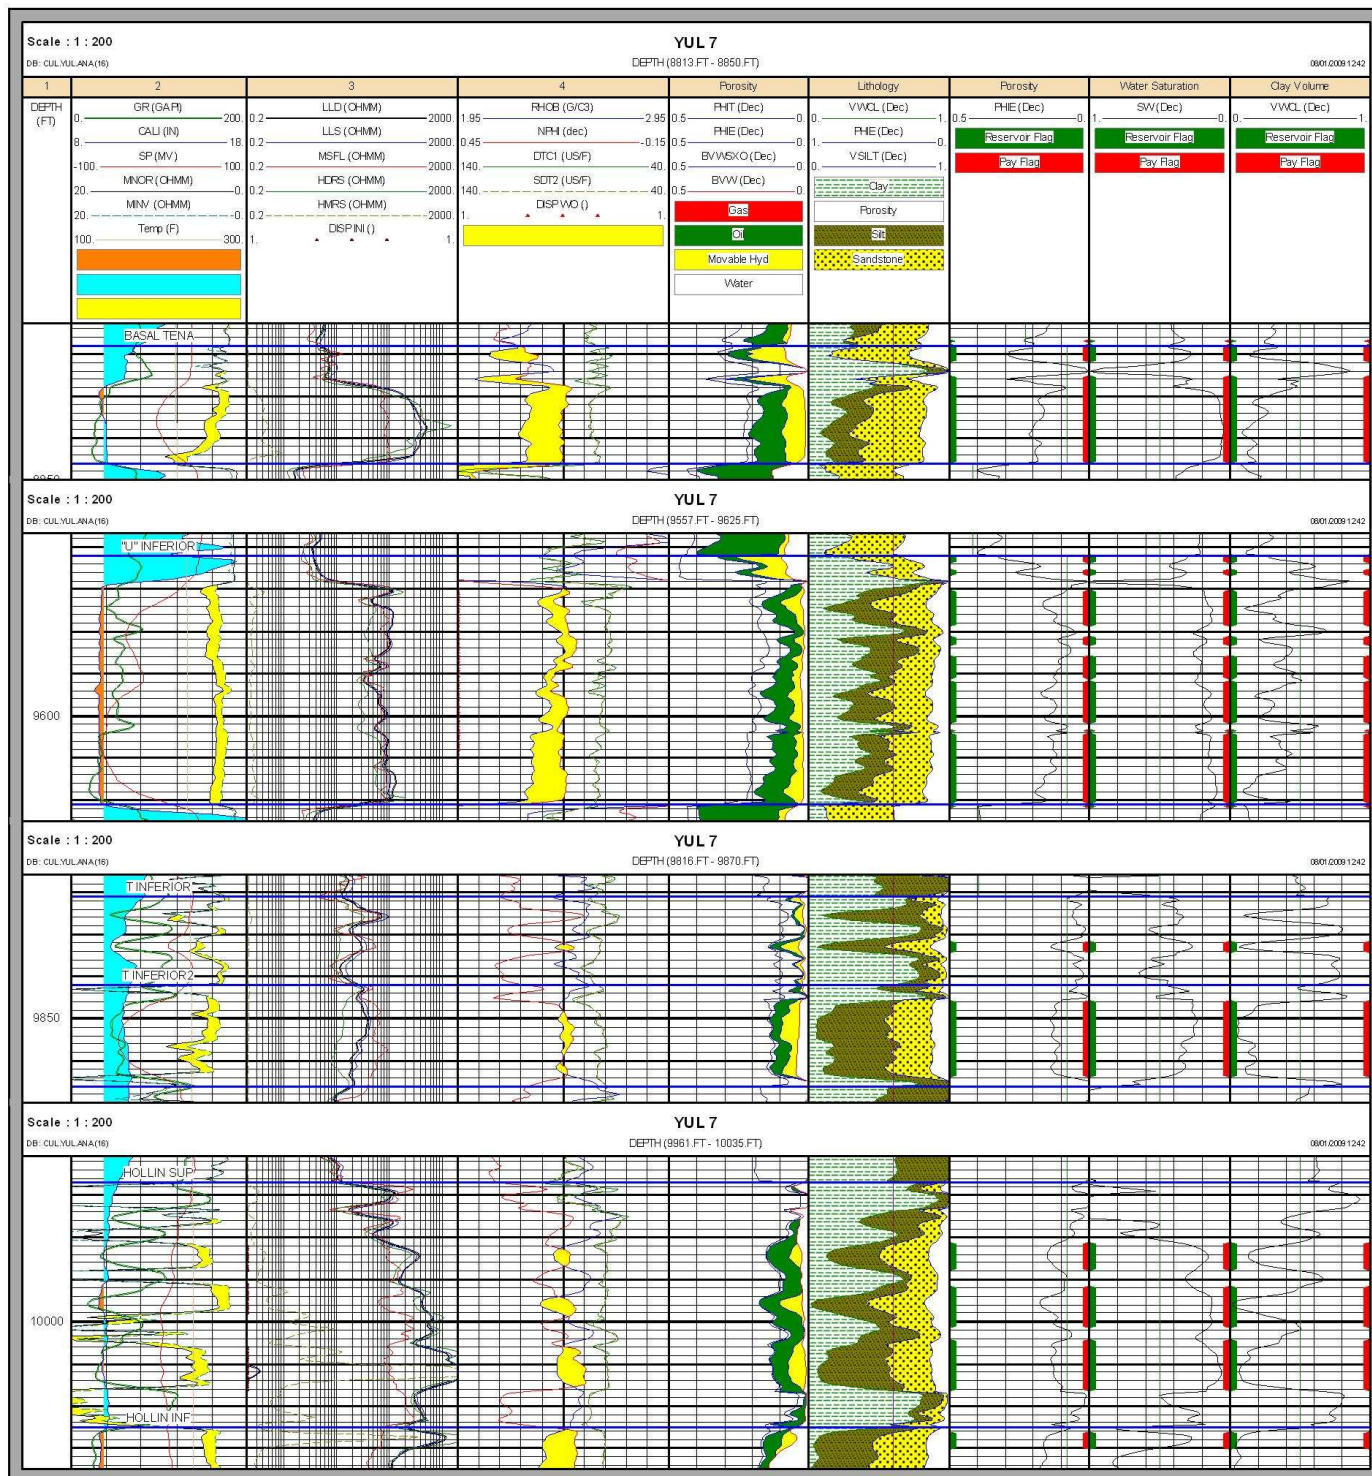 Scale : 1 : 200
YUL 7
DB: CUL.YUL.ANA(16)
DEPTH (8813.FT - 8850.FT)
08/01/2009 12:42
1 2 3 4 Porosity Lithology Porosity Water Saturation Clay Volume
DEPTH (FT)
GR (GAPI)
0. 200.
CALI (IN)
8. 18.
SP (MV)
-100. 100.
MNOR (OHMM)
20. 0.
MINV (OHMM)
20. 0.
Temp (F)
100. 300.
LLD (OHMM)
0.2 2000.
LLS (OHMM)
0.2 2000.
MSFL (OHMM)
0.2 2000.
HDRS (OHMM)
0.2 2000.
HMRS (OHMM)
0.2 2000.
DISPINI ()
1. 1.
RHOB (G/C3)
1.95 2.95
NPHI (dec)
0.45 -0.15
DTC1 (US/F)
140. 40.
SDT2 (US/F)
140. 40.
DISPWO ()
1. 1.
PHIT (Dec)
0.5 0.
PHIE (Dec)
0.5 0.
BVWSXO (Dec)
0.5 0.
BVW (Dec)
0.5 0.
Gas
Oil
Movable Hyd
Water
VWCL (Dec)
0. 1.
PHIE (Dec)
1. 0.
VSILT (Dec)
0. 1.
Clay
Porosity
Silt
Sandstone
PHIE (Dec)
0.5 0.
Reservoir Flag
Pay Flag
SW (Dec)
1. 0.
Reservoir Flag
Pay Flag
VWCL (Dec)
0. 1.
Reservoir Flag
Pay Flag
BASAL TENA
Scale : 1 : 200
YUL 7
DB: CUL.YUL.ANA(16)
DEPTH (9557.FT - 9625.FT)
08/01/2009 12:42
"U" INFERIOR
9600
Scale : 1 : 200
YUL 7
DB: CUL.YUL.ANA(16)
DEPTH (9816.FT - 9870.FT)
08/01/2009 12:42
T INFERIOR
T INFERIOR2
9850
Scale : 1 : 200
YUL 7
DB: CUL.YUL.ANA(16)
DEPTH (9961.FT - 10035.FT)
08/01/2009 12:42
HOLLIN SUP
10000
HOLLIN INF